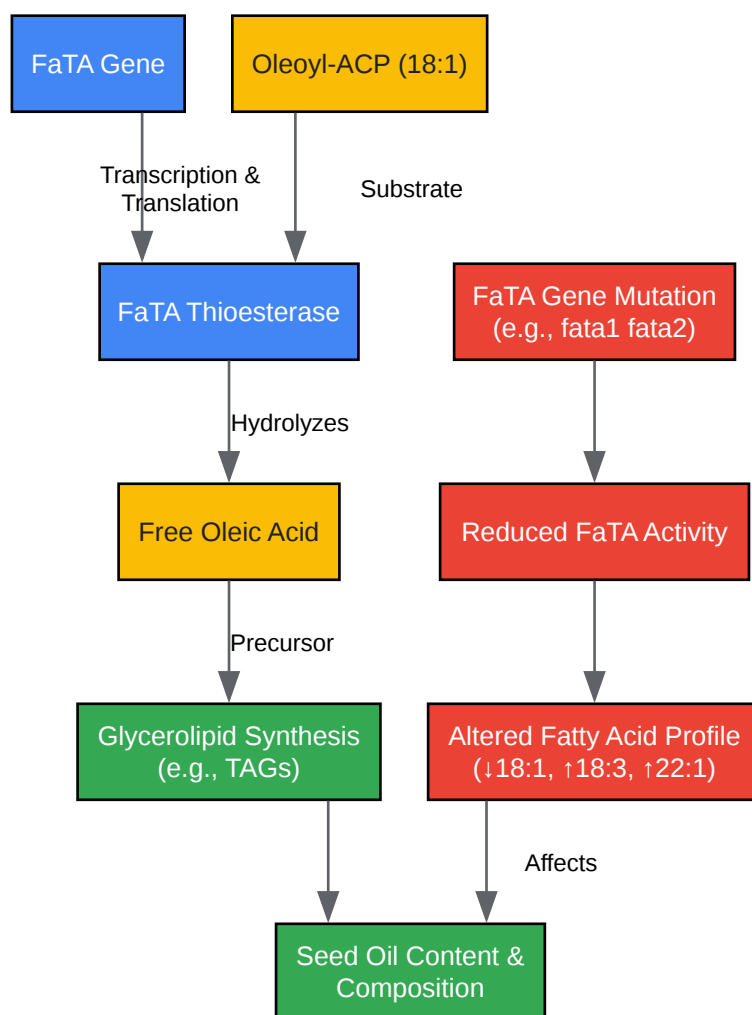 FaTA Gene
Oleoyl-ACP (18:1)
Transcription &
Translation
Substrate
FaTA Thioesterase
FaTA Gene Mutation
(e.g., fata1 fata2)
Hydrolyzes
Free Oleic Acid
Reduced FaTA Activity
Precursor
Glycerolipid Synthesis
(e.g., TAGs)
Altered Fatty Acid Profile
(↓18:1, ↑18:3, ↑22:1)
Affects
Seed Oil Content &
Composition